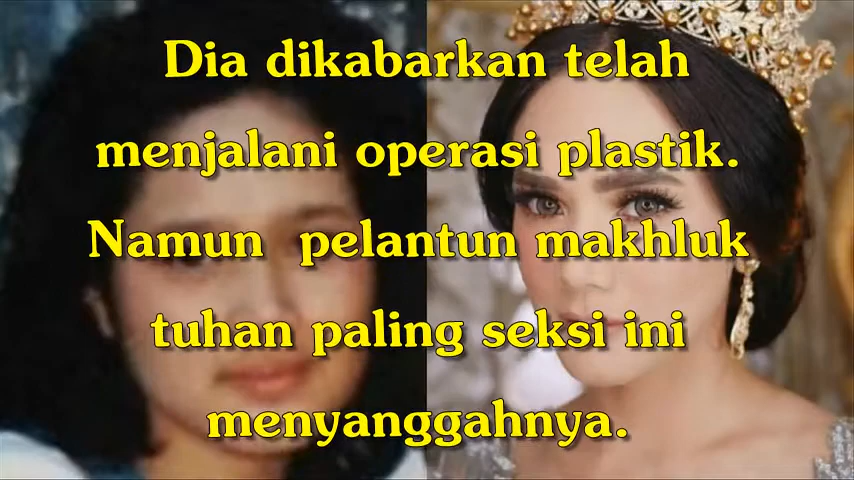 Dia dikabarkan telah
menjalani operasi plastik.
Namun pelantun makhluk
tuhan paling seksi ini
menyanggahnya.